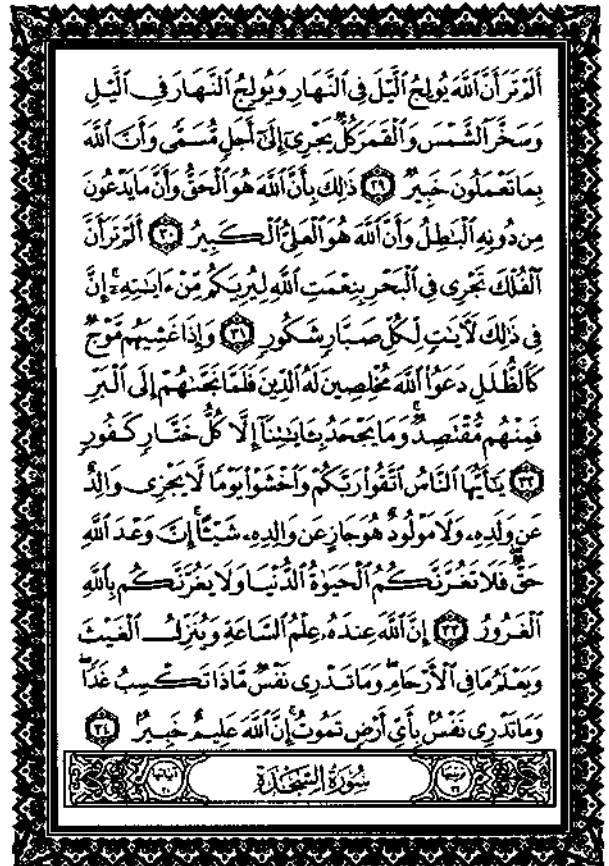 أَلَمْ تَرَ أَنَّ ٱللَّهَ يُولِجُ ٱلَّيْلَ فِى ٱلنَّهَارِ وَيُولِجُ ٱلنَّهَارَ فِى ٱلَّيْلِ
وَسَخَّرَ ٱلشَّمْسَ وَٱلْقَمَرَ كُلٌّ يَجْرِىٓ إِلَىٰٓ أَجَلٍ مُّسَمًّى وَأَنَّ ٱللَّهَ
بِمَا تَعْمَلُونَ خَبِيرٌ ٢٩ ذَٰلِكَ بِأَنَّ ٱللَّهَ هُوَ ٱلْحَقُّ وَأَنَّ مَا يَدْعُونَ
مِن دُونِهِ ٱلْبَٰطِلُ وَأَنَّ ٱللَّهَ هُوَ ٱلْعَلِىُّ ٱلْكَبِيرُ ٣٠ أَلَمْ تَرَ أَنَّ
ٱلْفُلْكَ تَجْرِى فِى ٱلْبَحْرِ بِنِعْمَتِ ٱللَّهِ لِيُرِيَكُم مِّنْ ءَايَٰتِهِۦٓ ۚ إِنَّ
فِى ذَٰلِكَ لَءَايَٰتٍ لِّكُلِّ صَبَّارٍ شَكُورٍ ٣١ وَإِذَا غَشِيَهُم مَّوْجٌ
كَٱلظُّلَلِ دَعَوُا۟ ٱللَّهَ مُخْلِصِينَ لَهُ ٱلدِّينَ فَلَمَّا نَجَّىٰهُمْ إِلَى ٱلْبَرِّ
فَمِنْهُم مُّقْتَصِدٌ ۚ وَمَا يَجْحَدُ بِـَٔايَٰتِنَآ إِلَّا كُلُّ خَتَّارٍ كَفُورٍ
٣٢ يَٰٓأَيُّهَا ٱلنَّاسُ ٱتَّقُوا۟ رَبَّكُمْ وَٱخْشَوْا۟ يَوْمًا لَّا يَجْزِى وَالِدٌ
عَن وَلَدِهِۦ وَلَا مَوْلُودٌ هُوَ جَازٍ عَن وَالِدِهِۦ شَيْـًٔا ۚ إِنَّ وَعْدَ ٱللَّهِ
حَقٌّ ۖ فَلَا تَغُرَّنَّكُمُ ٱلْحَيَوٰةُ ٱلدُّنْيَا وَلَا يَغُرَّنَّكُم بِٱللَّهِ
ٱلْغَرُورُ ٣٣ إِنَّ ٱللَّهَ عِندَهُۥ عِلْمُ ٱلسَّاعَةِ وَيُنَزِّلُ ٱلْغَيْثَ
وَيَعْلَمُ مَا فِى ٱلْأَرْحَامِ ۖ وَمَا تَدْرِى نَفْسٌ مَّاذَا تَكْسِبُ غَدًا ۖ
وَمَا تَدْرِى نَفْسٌۢ بِأَىِّ أَرْضٍ تَمُوتُ ۚ إِنَّ ٱللَّهَ عَلِيمٌ خَبِيرٌۢ ٣٤
سُورَةُ السَّجْدَةِ